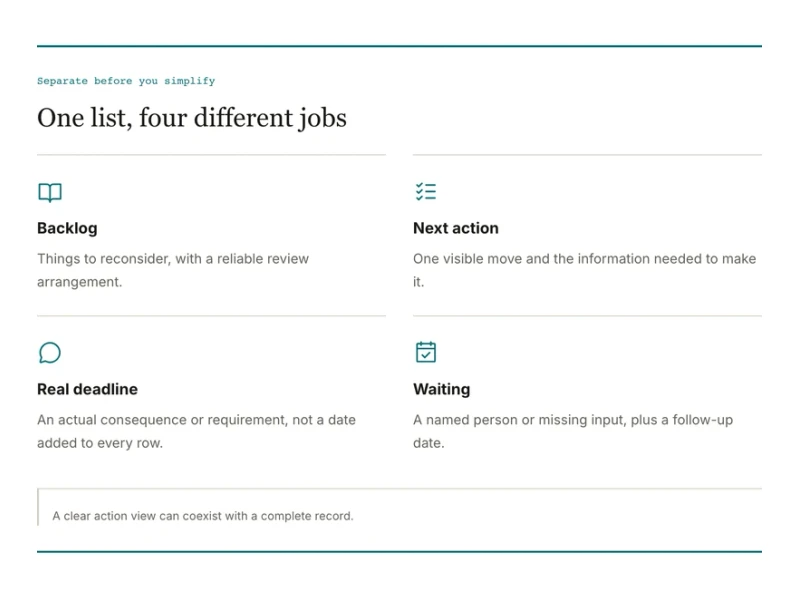 Separate before you simplify
One list, four different jobs
Backlog
Things to reconsider, with a reliable review
arrangement.
Next action
One visible move and the information needed to make
it.
Real deadline
An actual consequence or requirement, not a date
added to every row.
Waiting
A named person or missing input, plus a follow-up
date.
A clear action view can coexist with a complete record.